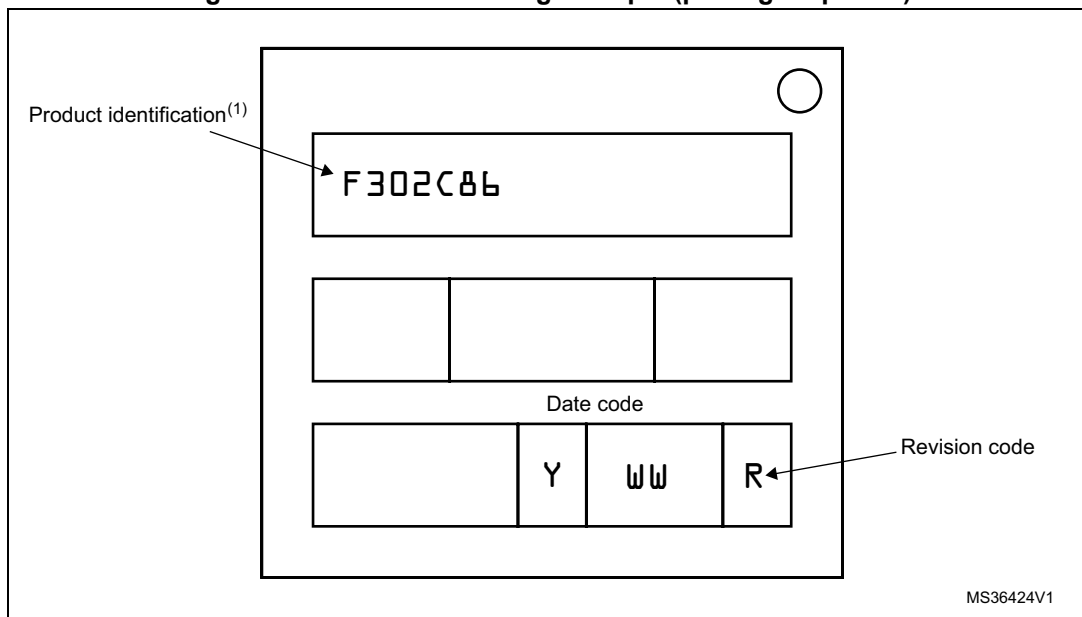 Product identification(1)
F302C86
Date code
Y WW R
Revision code
MS36424V1